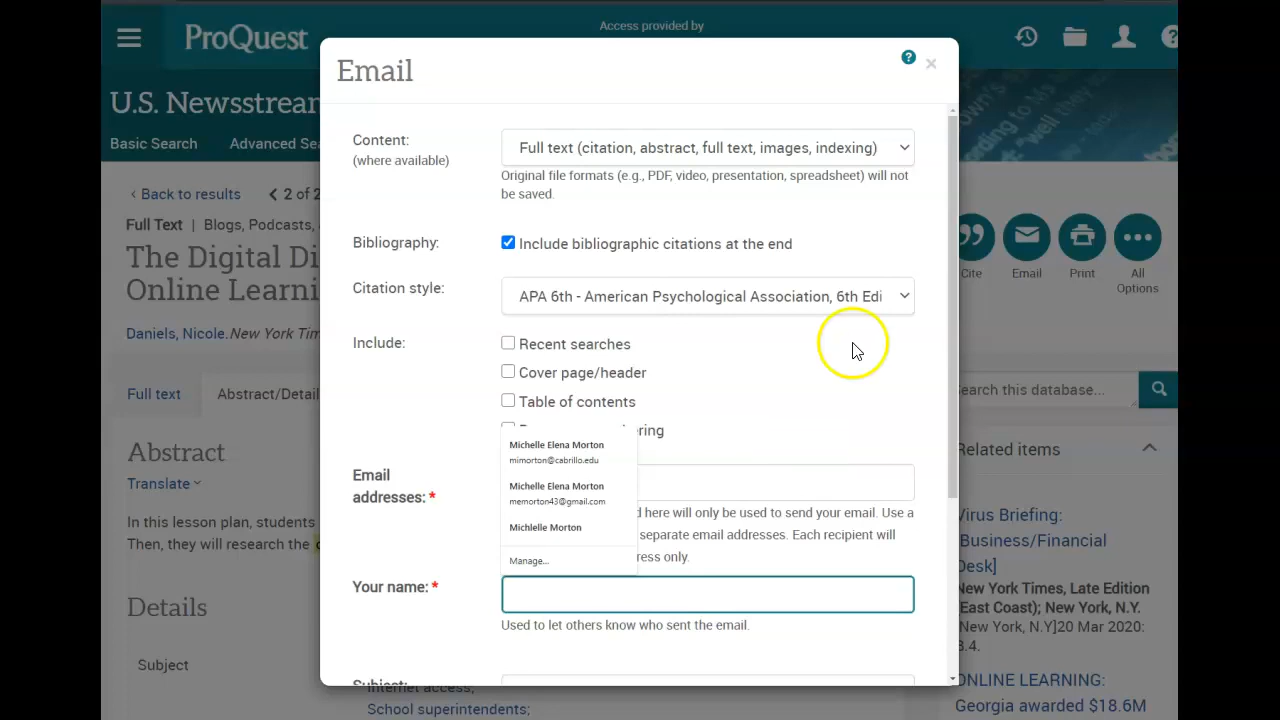 Access provided by
ProQuest
U.S. Newsstream
Basic Search
Advanced Sea
Back to results
2 of 2
Full Text | Blogs, Podcasts,
The Digital Di
Online Learni
Daniels, Nicole. New York Tim
Full text
Abstract/Detail
Abstract
Translate
In this lesson plan, students
Then, they will research the
Details
Subject
Internet access;
School superintendents;
Email
?
×
Content:
(where available)
Full text (citation, abstract, full text, images, indexing)
Original file formats (e.g., PDF, video, presentation, spreadsheet) will not
be saved.
Bibliography:
Include bibliographic citations at the end
Citation style:
APA 6th - American Psychological Association, 6th Edi
Include:
Recent searches
Cover page/header
Table of contents
ering
Michelle Elena Morton
mimorton@cabrillo.edu
Michelle Elena Morton
memorton43@gmail.com
Michlelle Morton
Manage...
Email
addresses: *
d here will only be used to send your email. Use a
separate email addresses. Each recipient will
ress only.
Your name: *
Used to let others know who sent the email.
Subject:
Cite
Email
Print
All
Options
Search this database...
Related items
Virus Briefing:
[Business/Financial
Desk]
New York Times, Late Edition
(East Coast); New York, N.Y.
[New York, N.Y]20 Mar 2020:
ONLINE LEARNING:
Georgia awarded $18.6M